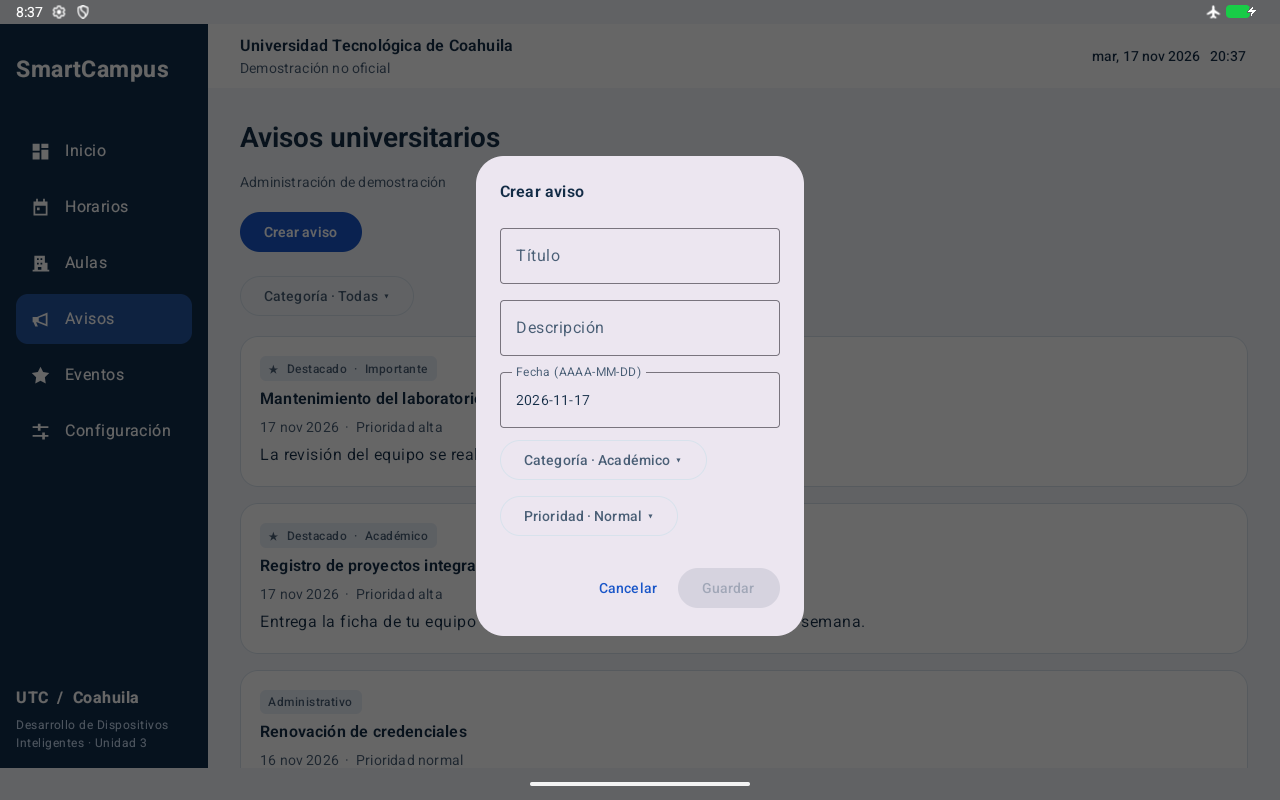 8:37
SmartCampus
Inicio
Horarios
Aulas
Avisos
Eventos
Configuración
UTC / Coahuila
Desarrollo de Dispositivos
Inteligentes · Unidad 3
Universidad Tecnológica de Coahuila
Demostración no oficial
mar, 17 nov 2026 20:37
Avisos universitarios
Administración de demostración
Crear aviso
Categoría · Todas ▾
★ Destacado · Importante
Mantenimiento del laboratorio
17 nov 2026 · Prioridad alta
La revisión del equipo se
★ Destacado · Académico
Registro de proyectos
17 nov 2026 · Prioridad alta
Entrega la ficha de tu equipo semana.
Administrativo
Renovación de credenciales
16 nov 2026 · Prioridad normal
Crear aviso
Título
Descripción
Fecha (AAAA-MM-DD)
2026-11-17
Categoría · Académico ▾
Prioridad · Normal ▾
Cancelar
Guardar